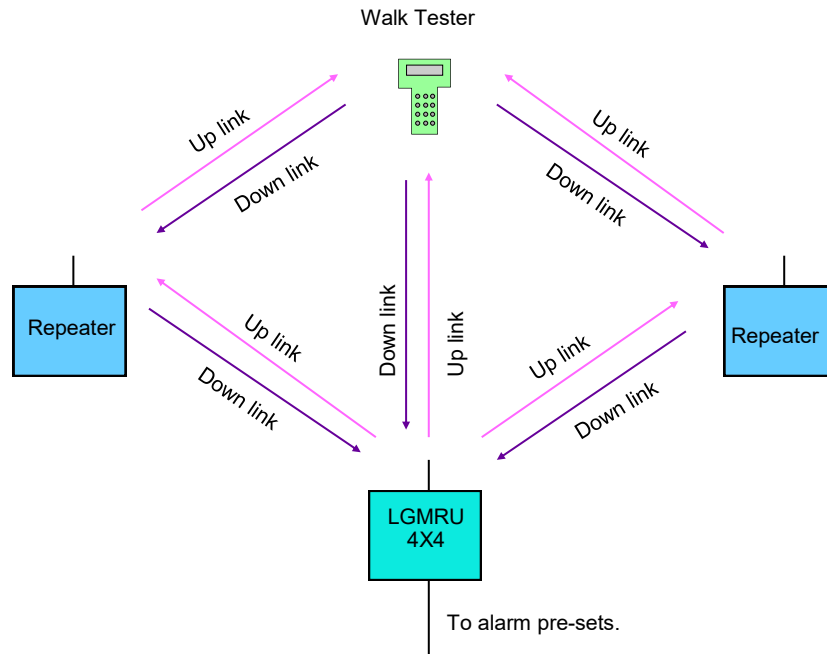 Walk Tester
Up link
Down link
Up link
Down link
Repeater
Up link
Down link
Down link
Up link
Up link
Down link
Repeater
LGMRU
4X4
To alarm pre-sets.